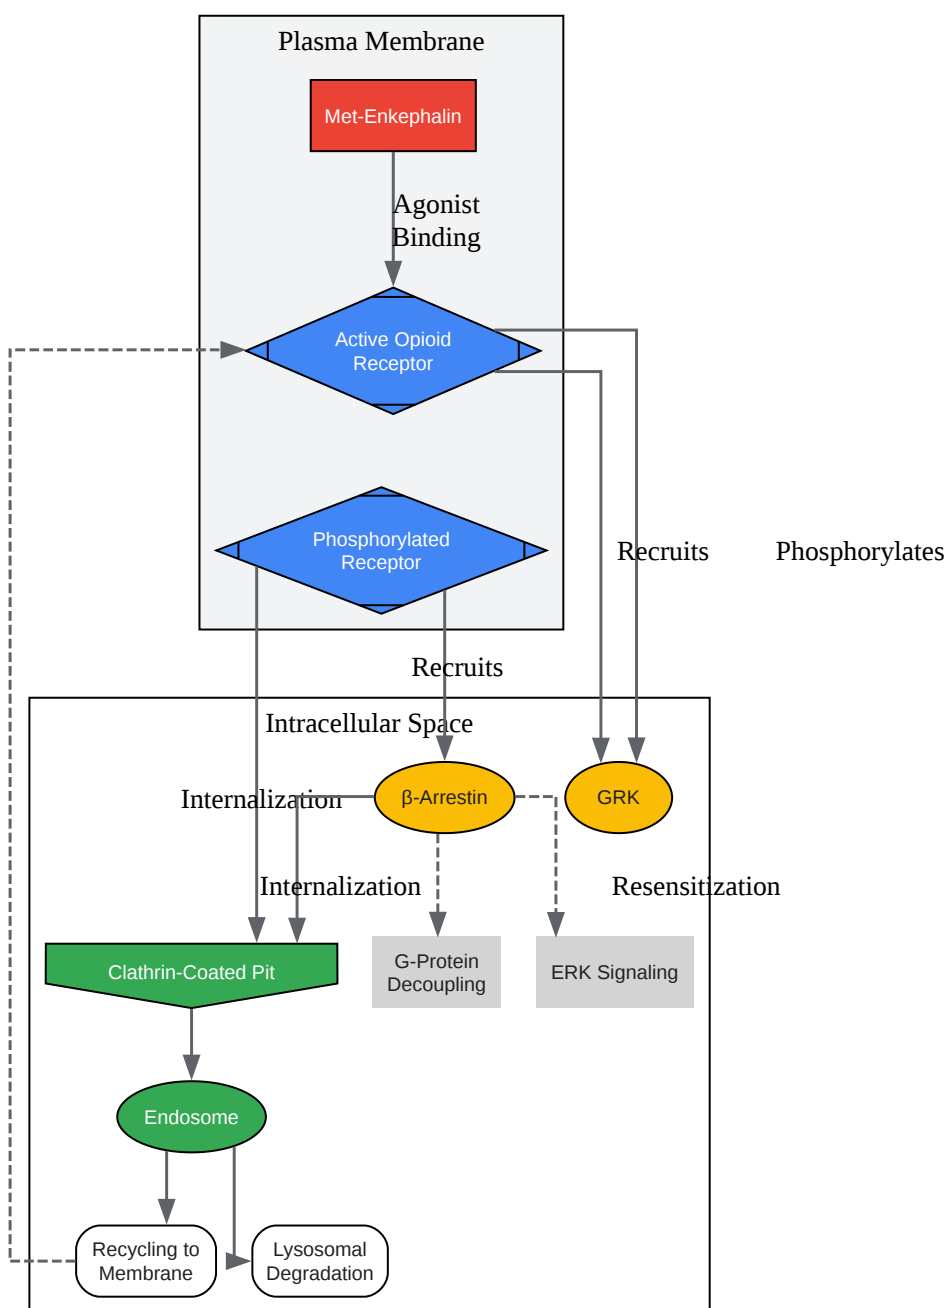 Plasma Membrane
Met-Enkephalin
Agonist
Binding
Active Opioid
Receptor
Phosphorylated
Receptor
Recruits
Phosphorylates
Recruits
Intracellular Space
Internalization
β-Arrestin
GRK
Internalization
Resensitization
Clathrin-Coated Pit
G-Protein
Decoupling
ERK Signaling
Endosome
Recycling to
Membrane
Lysosomal
Degradation